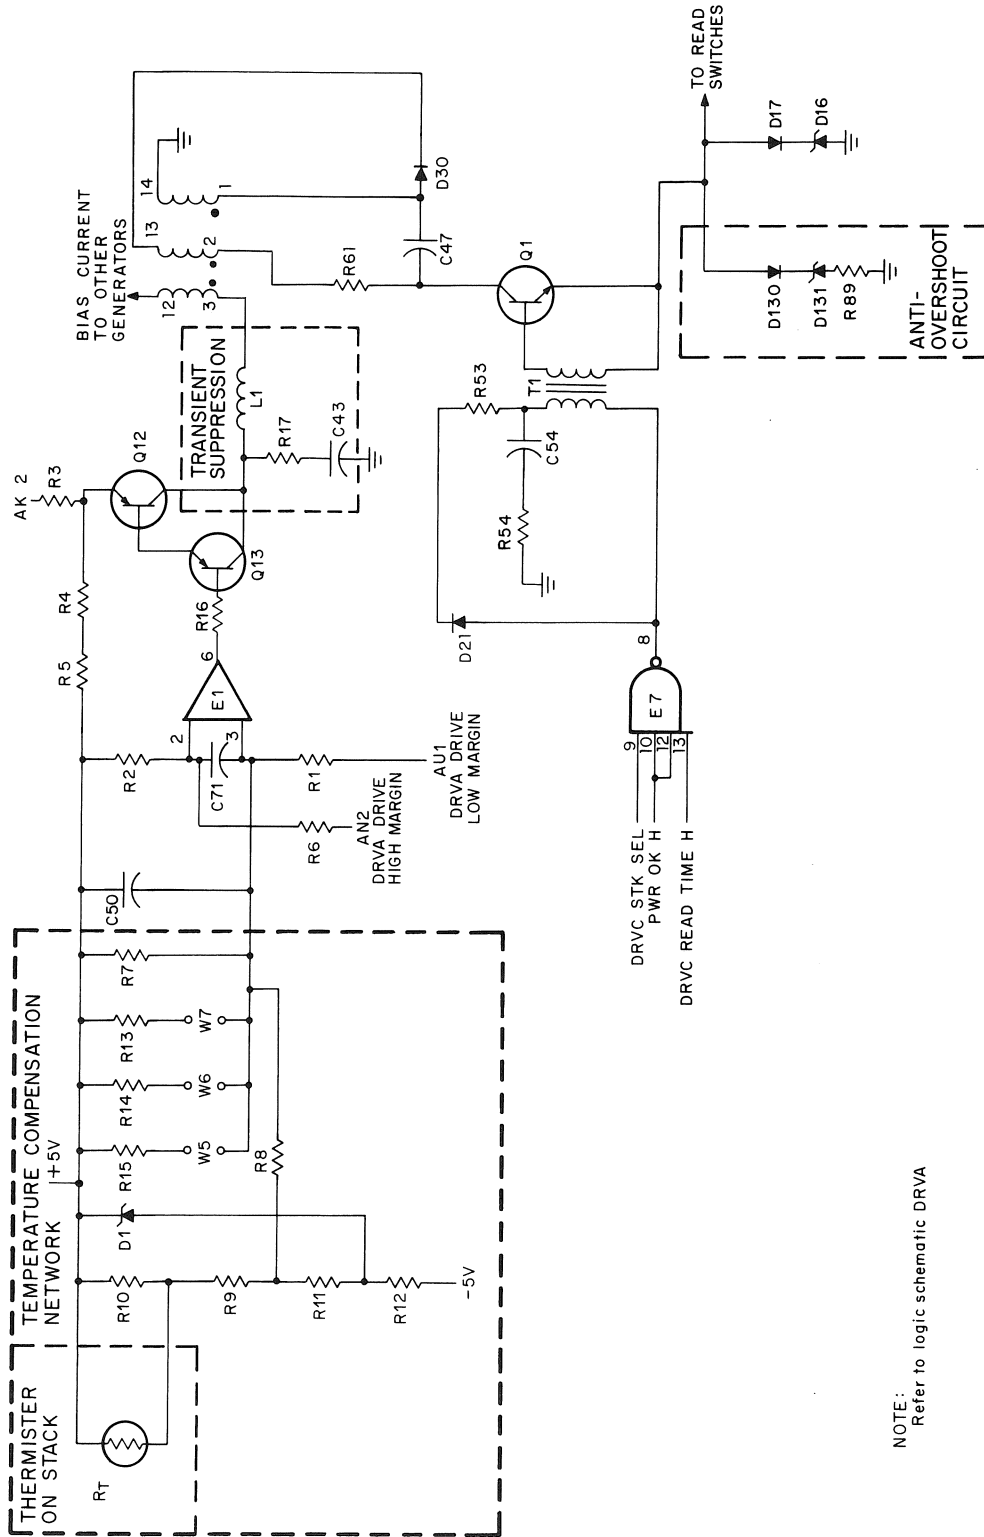 THERMISTER
ON STACK
RT
TEMPERATURE COMPENSATION
NETWORK
+5V
R10
R9
R11
R12
-5V
D1
R15
R14
R13
R7
W5
W6
W7
R8
C50
R2
2
C71
3
E1
6
R1
R6
AN2
DRVA DRIVE
HIGH MARGIN
AU1
DRVA DRIVE
LOW MARGIN
R5
R4
R16
Q13
Q12
AK 2
R3
TRANSIENT
SUPPRESSION
L1
R17
C43
BIAS CURRENT
TO OTHER
GENERATORS
12
3
13
2
14
1
R61
C47
D30
Q1
T1
R53
C54
R54
D21
8
E7
9
10
12
13
DRVC STK SEL
PWR OK H
DRVC READ TIME H
TO READ
SWITCHES
D17
D16
D130
D131
R89
ANTI-
OVERSHOOT
CIRCUIT
NOTE:
Refer to logic schematic DRVA